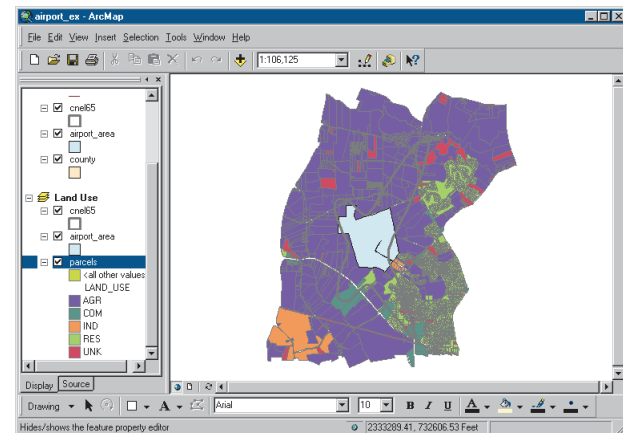 airport_ex - ArcMap
File Edit View Insert Selection Tools Window Help
1:106,125
cnel65
airport_area
county
Land Use
cnel65
airport_area
parcels
<all other values
LAND_USE
AGR
COM
IND
RES
UNK
Display Source
Drawing A Arial 10 B I U A
Hides/shows the feature property editor 2333289.41, 732606.53 Feet